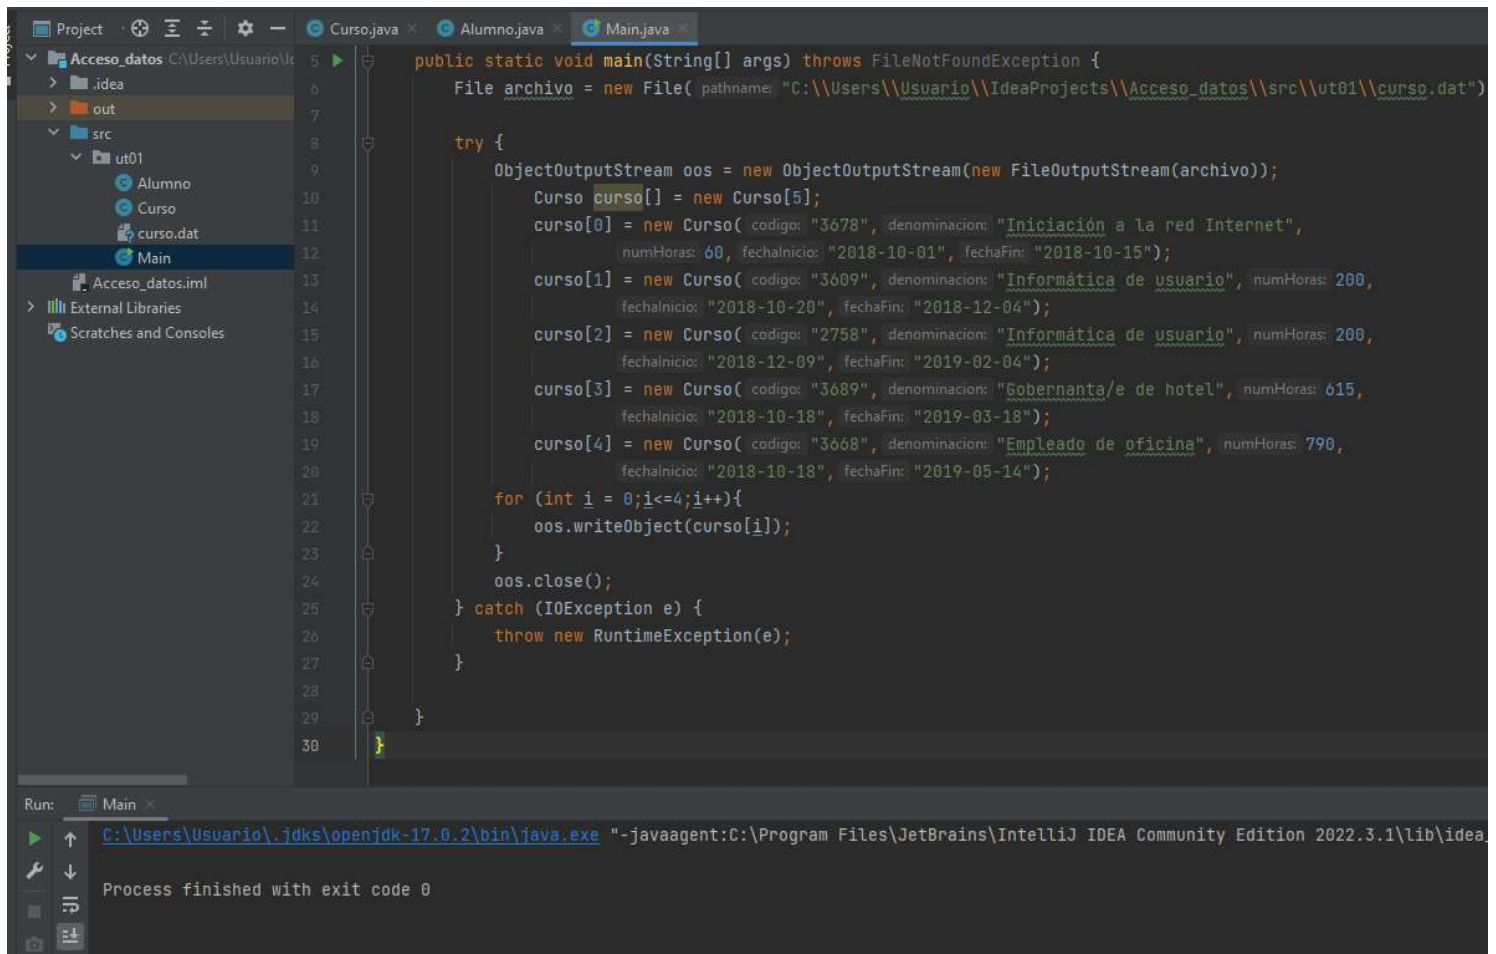 Project
Curso.java
Alumno.java
Main.java
Acceso_datos C:\Users\Usuario\Ic
.idea
out
src
ut01
Alumno
Curso
curso.dat
Main
Acceso_datos.iml
External Libraries
Scratches and Consoles
5 public static void main(String[] args) throws FileNotFoundException {
6 File archivo = new File( pathname: "C:\\Users\\Usuario\\IdeaProjects\\Acceso_datos\\src\\ut01\\curso.dat")
7
8 try {
9 ObjectOutputStream oos = new ObjectOutputStream(new FileOutputStream(archivo));
10 Curso curso[] = new Curso[5];
11 curso[0] = new Curso( codigo: "3678", denominacion: "Iniciación a la red Internet",
12 numHoras: 60, fechaInicio: "2018-10-01", fechaFin: "2018-10-15");
13 curso[1] = new Curso( codigo: "3609", denominacion: "Informática de usuario", numHoras: 200,
14 fechaInicio: "2018-10-20", fechaFin: "2018-12-04");
15 curso[2] = new Curso( codigo: "2758", denominacion: "Informática de usuario", numHoras: 200,
16 fechaInicio: "2018-12-09", fechaFin: "2019-02-04");
17 curso[3] = new Curso( codigo: "3689", denominacion: "Gobernanta/e de hotel", numHoras: 615,
18 fechaInicio: "2018-10-18", fechaFin: "2019-03-18");
19 curso[4] = new Curso( codigo: "3668", denominacion: "Empleado de oficina", numHoras: 790,
20 fechaInicio: "2018-10-18", fechaFin: "2019-05-14");
21 for (int i = 0;i<=4;i++){
22 oos.writeObject(curso[i]);
23 }
24 oos.close();
25 } catch (IOException e) {
26 throw new RuntimeException(e);
27 }
28
29 }
30 }
Run: Main
C:\Users\Usuario\.jdks\openjdk-17.0.2\bin\java.exe "-javaagent:C:\Program Files\JetBrains\IntelliJ IDEA Community Edition 2022.3.1\lib\idea_
Process finished with exit code 0